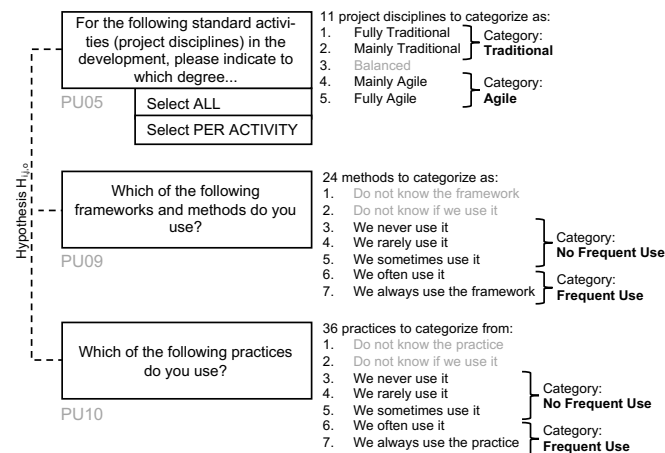 For the following standard activi-
ties (project disciplines) in the
development, please indicate to
which degree...
PU05
Select ALL
Select PER ACTIVITY
11 project disciplines to categorize as:
1. Fully Traditional
2. Mainly Traditional
3. Balanced
4. Mainly Agile
5. Fully Agile
Category:
Traditional
Category:
Agile
Hypothesis Hi,j,o
Which of the following
frameworks and methods do you
use?
PU09
24 methods to categorize as:
1. Do not know the framework
2. Do not know if we use it
3. We never use it
4. We rarely use it
5. We sometimes use it
6. We often use it
7. We always use the framework
Category:
No Frequent Use
Category:
Frequent Use
Which of the following practices
do you use?
PU10
36 practices to categorize from:
1. Do not know the practice
2. Do not know if we use it
3. We never use it
4. We rarely use it
5. We sometimes use it
6. We often use it
7. We always use the practice
Category:
No Frequent Use
Category:
Frequent Use